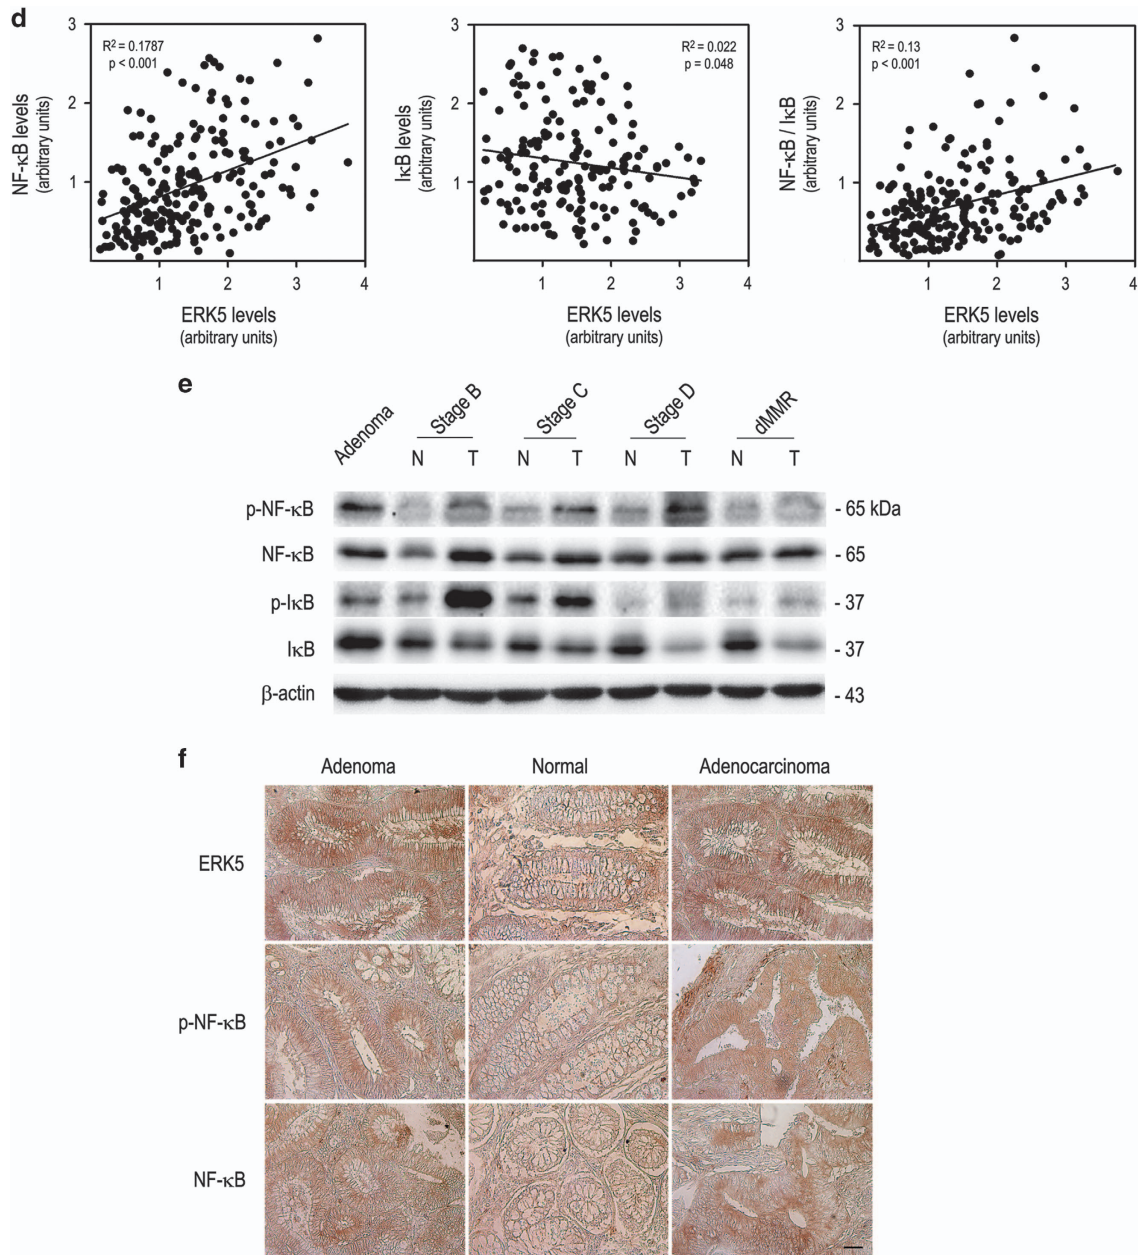 d
3
2
1
R² = 0.1787
p < 0.001
NF-κB levels
(arbitrary units)
1 2 3 4
ERK5 levels
(arbitrary units)
3
2
1
R² = 0.022
p = 0.048
IκB levels
(arbitrary units)
1 2 3 4
ERK5 levels
(arbitrary units)
3
2
1
R² = 0.13
p < 0.001
NF-κB / IκB
(arbitrary units)
1 2 3 4
ERK5 levels
(arbitrary units)
e
Adenoma Stage B Stage C Stage D dMMR
N T N T N T N T
p-NF-κB - 65 kDa
NF-κB - 65
p-IκB - 37
IκB - 37
β-actin - 43
f
Adenoma Normal Adenocarcinoma
ERK5
p-NF-κB
NF-κB